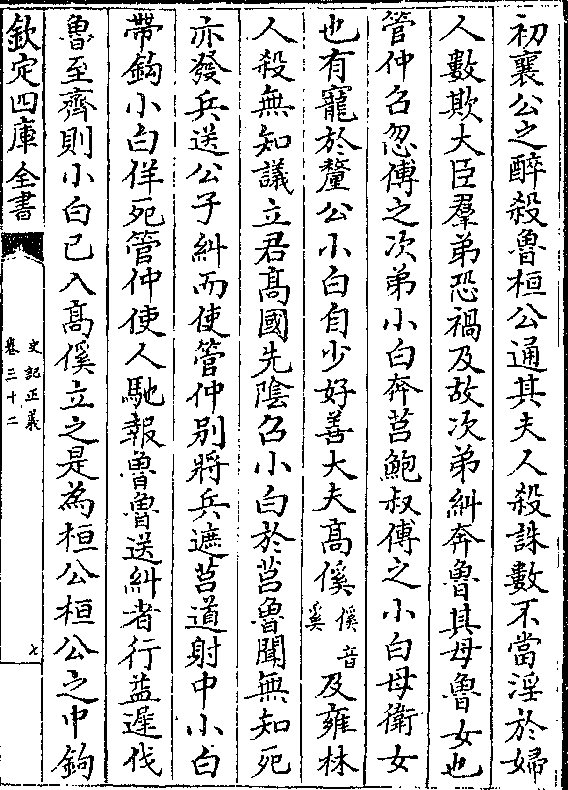 初襄公之醉殺魯桓公通其夫人殺誅數不當淫於婦
人數欺大臣羣弟恐禍及故次弟糾奔魯其母魯女也
管仲召忽傅之次弟小白奔莒鮑叔傅之小白母衛女
也有寵於釐公小白自少好善大夫髙傒傒音奚及雍林
人殺無知議立君髙國先陰召小白於莒魯聞無知死
亦發兵送公子糾而使管仲别將兵遮莒道射中小白
帶鈎小白佯死管仲使人馳報魯魯送糾者行益遲伐
魯至齊則小白已入髙傒立之是為桓公桓公之中鈎
欽定四庫全書
史記正義
卷三十二
七